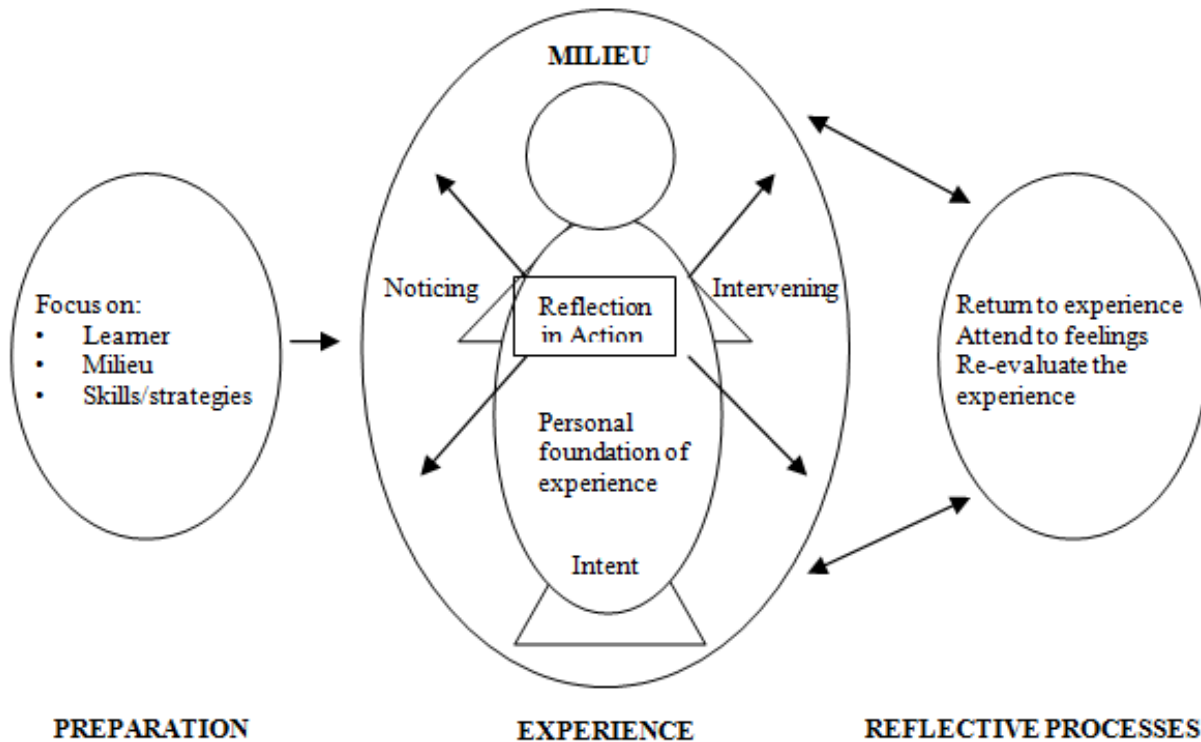 MILIEU
Focus on:
• Learner
• Milieu
• Skills/strategies
Noticing
Reflection
in Action
Intervening
Personal
foundation of
experience
Intent
Return to experience
Attend to feelings
Re-evaluate the
experience
PREPARATION
EXPERIENCE
REFLECTIVE PROCESSES